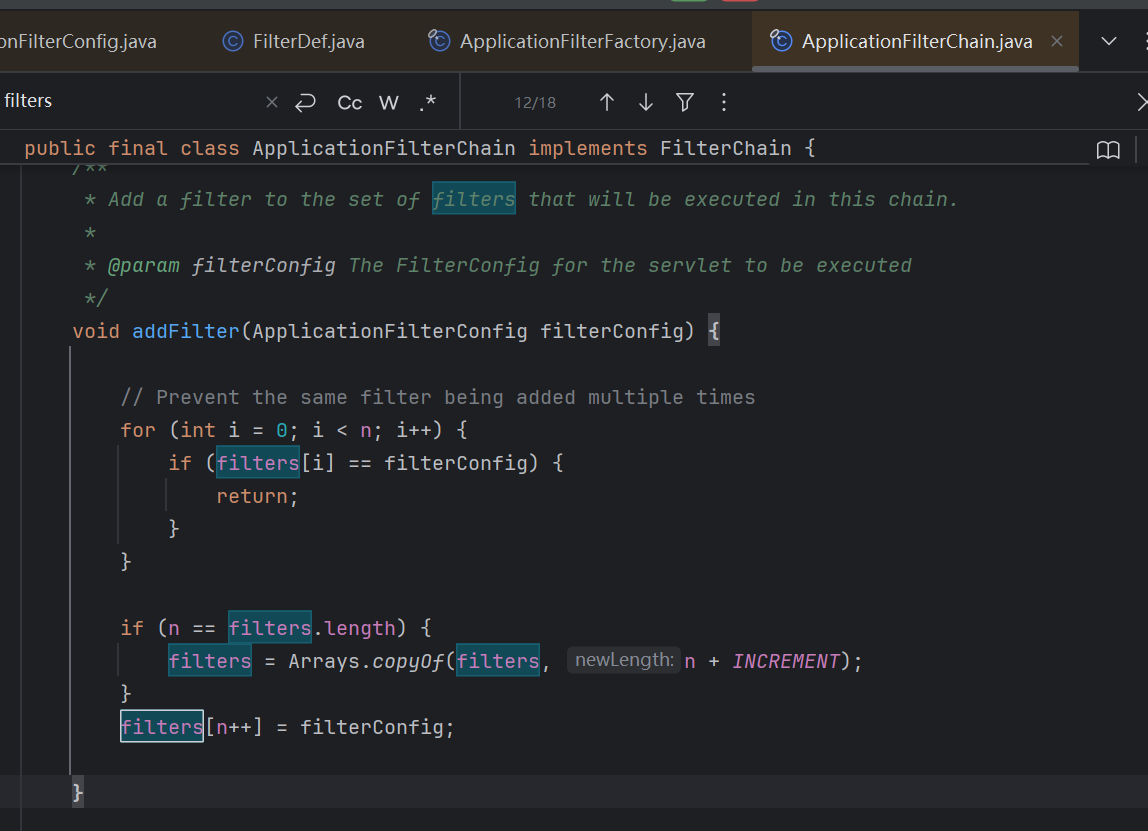 onFilterConfig.java FilterDef.java ApplicationFilterFactory.java ApplicationFilterChain.java
filters Cc W .* 12/18
public final class ApplicationFilterChain implements FilterChain {
/**
* Add a filter to the set of filters that will be executed in this chain.
*
* @param filterConfig The FilterConfig for the servlet to be executed
*/
void addFilter(ApplicationFilterConfig filterConfig) {
// Prevent the same filter being added multiple times
for (int i = 0; i < n; i++) {
if (filters[i] == filterConfig) {
return;
}
}
if (n == filters.length) {
filters = Arrays.copyOf(filters, newLength: n + INCREMENT);
}
filters[n++] = filterConfig;
}